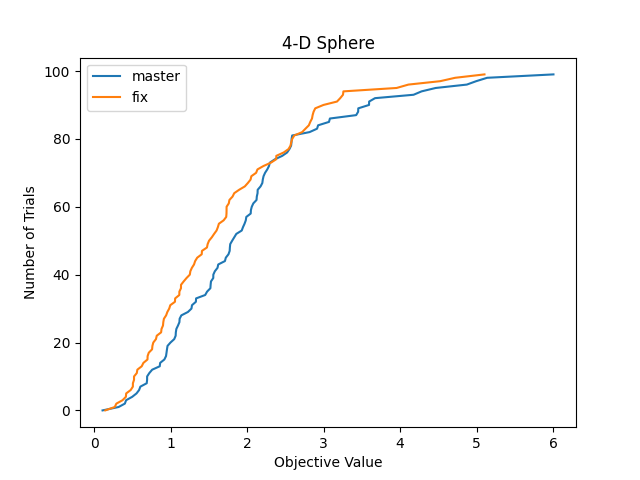 4-D Sphere
master
fix
Number of Trials
100
80
60
40
20
0
0 1 2 3 4 5 6
Objective Value